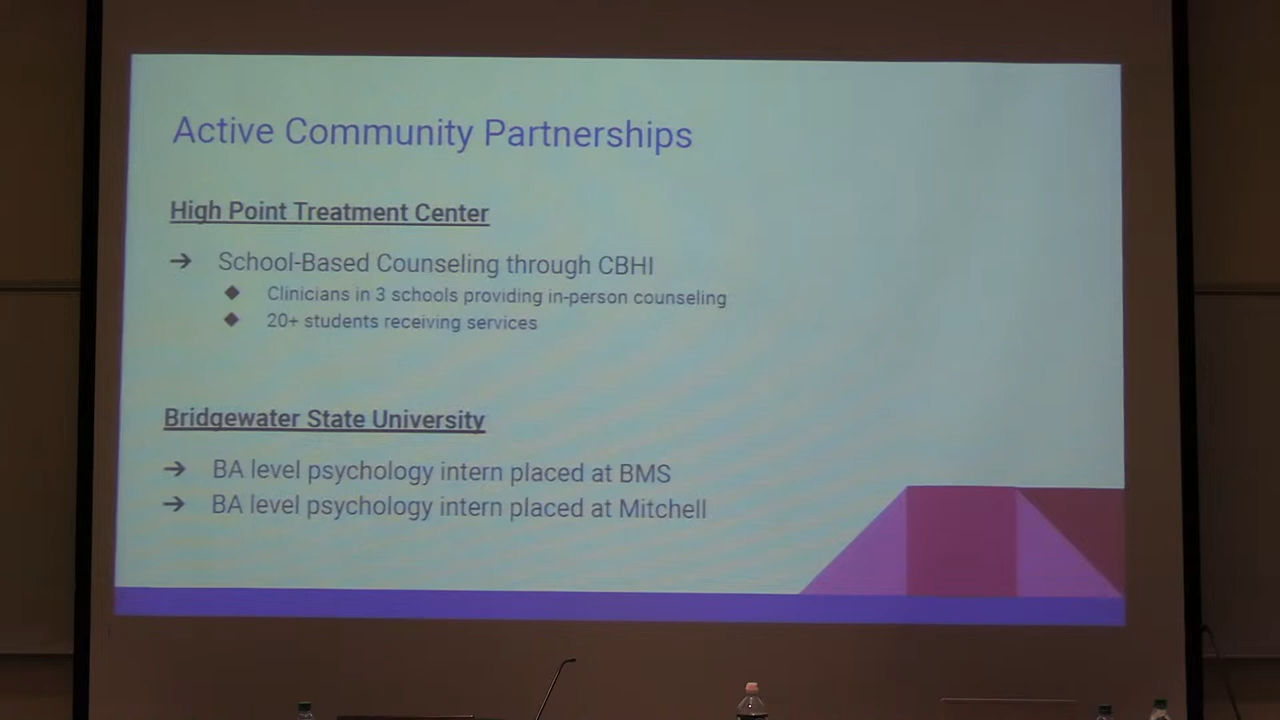 Active Community Partnerships
High Point Treatment Center
➔ School-Based Counseling through CBHI
◆ Clinicians in 3 schools providing in-person counseling
◆ 20+ students receiving services
Bridgewater State University
➔ BA level psychology intern placed at BMS
➔ BA level psychology intern placed at Mitchell